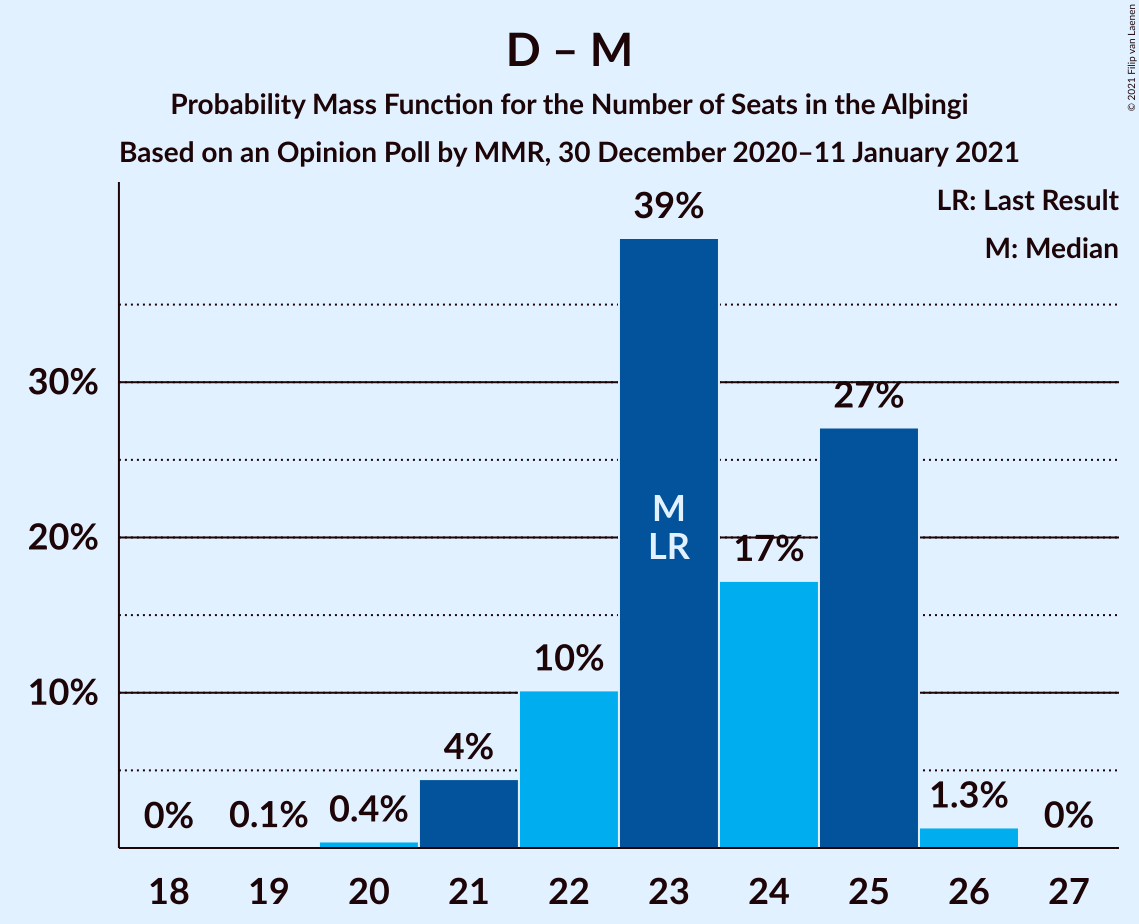 D – M
Probability Mass Function for the Number of Seats in the Alþingi
Based on an Opinion Poll by MMR, 30 December 2020–11 January 2021
© 2021 Filip van Laenen
LR: Last Result
M: Median
30%
20%
10%
0%
0.1%
0.4%
4%
10%
39%
M
LR
17%
27%
1.3%
0%
18 19 20 21 22 23 24 25 26 27